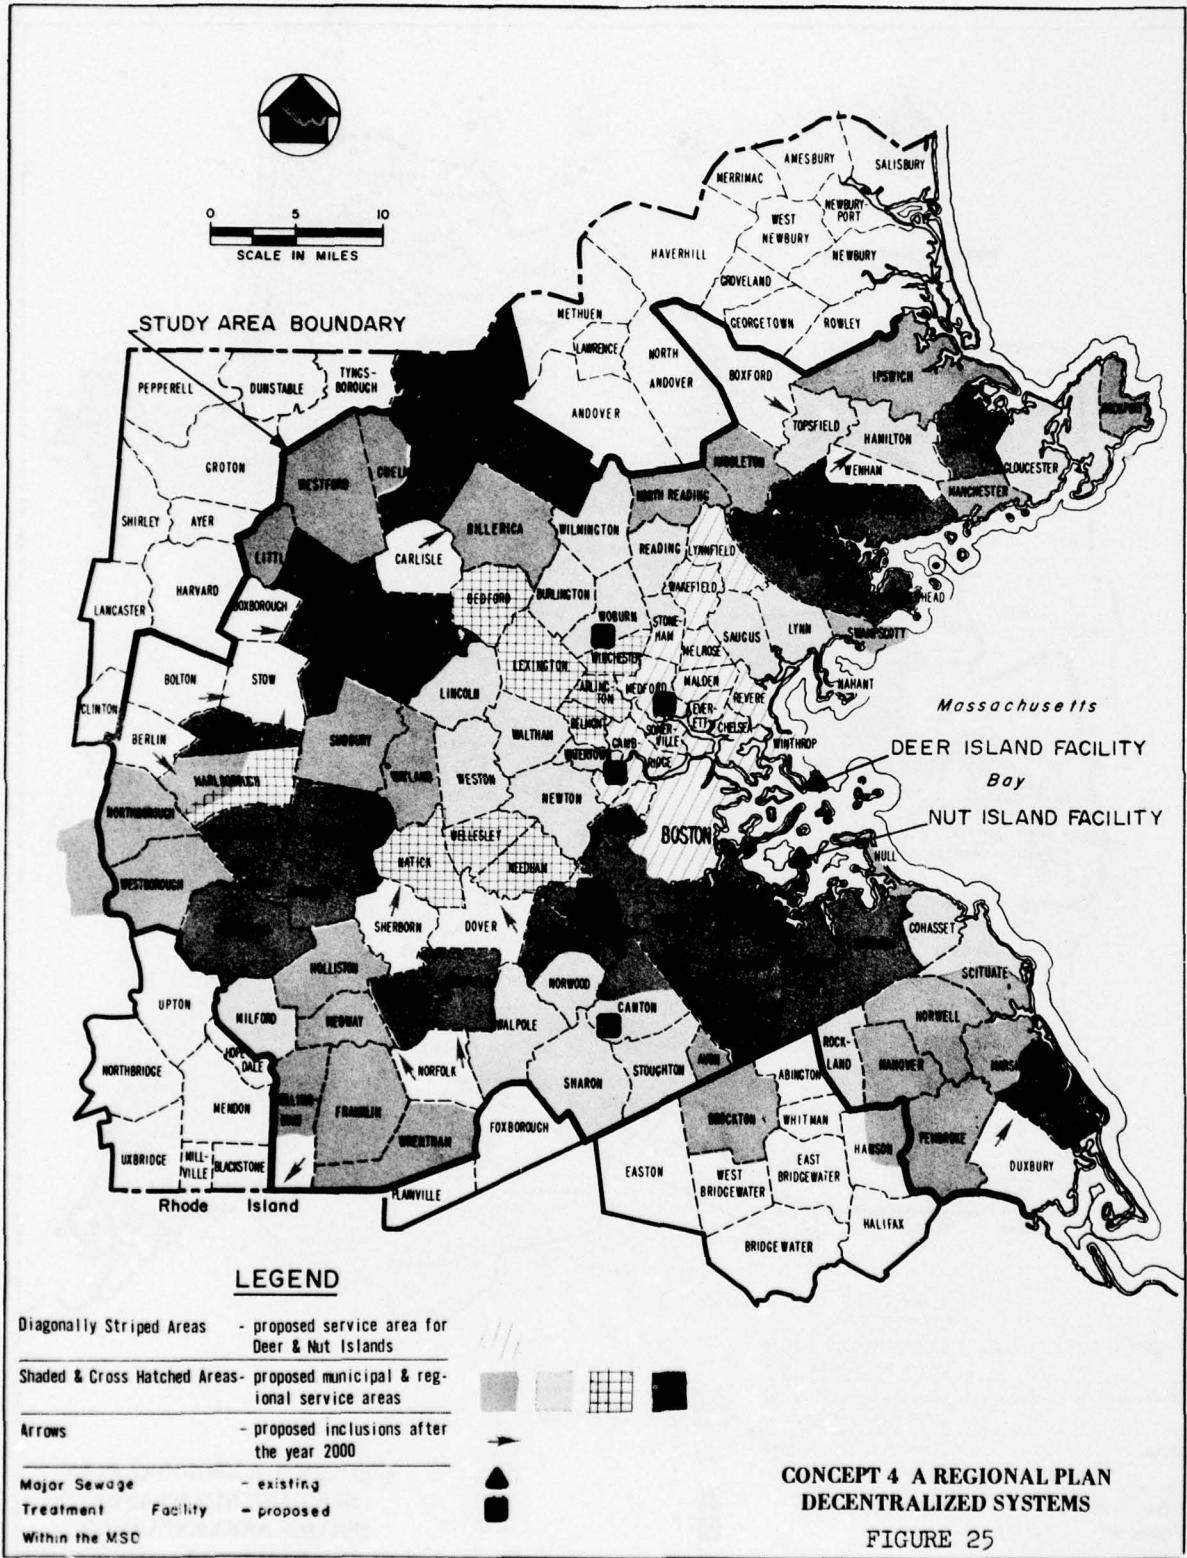 0 5 10
SCALE IN MILES
STUDY AREA BOUNDARY
AMESBURY
SALISBURY
MERRIMAC
NEWBURY-
PORT
WEST
NEWBURY
HAVERHILL
NEWBURY
GROVELAND
METHUEN
GEORGETOWN
ROWLEY
LAWRENCE
NORTH
ANDOVER
TYNGS-
BOROUGH
PEPPERELL
DUNSTABLE
BOXFORD
IPSWICH
ANDOVER
ROCKPORT
TOPSFIELD
HAMILTON
GROTON
WENHAM
GLOUCESTER
MIDDLETON
WESTFORD
CHELM
MANCHESTER
NORTH READING
SHIRLEY
AYER
BILLERICA
WILMINGTON
READING
LYNNFIELD
CARLISLE
LITTL
HARVARD
WAKEFIELD
BEDFORD
BURLINGTON
HEAD
LANCASTER
BOXBOROUGH
WOBURN
STONE-
HAM
SAUGUS
LYNN
SWAMPSCOTT
WINCHESTER
MELROSE
LEXINGTON
BOLTON
STOW
LINCOLN
ARLING-
TON
MEDFORD
MALDEN
REVERE
NAHANT
CLINTON
EVER-
ETT
Massachusetts
BERLIN
SUDBURY
WALTHAM
BELMONT
SOMER-
VILLE
CHELSEA
WATERTOWN
CAMB-
RIDGE
WINTHROP
DEER ISLAND FACILITY
MARLBOROUGH
WAYLAND
WESTON
Bay
NORTHBOROUGH
NEWTON
NUT ISLAND FACILITY
WELLESLEY
BOSTON
NATICK
NEEDHAM
HULL
WESTBOROUGH
SHERBORN
DOVER
COHASSET
HOLLISTON
SCITUATE
NORWOOD
UPTON
CANTON
MILFORD
NORWELL
MEDWAY
WALPOLE
HOPE
DALE
ROCK-
LAND
NORTHBRIDGE
NORFOLK
STOUGHTON
AVON
HANOVER
MARSH
ABINGTON
SHARON
MENDON
FRANKLIN
BROCKTON
WHITMAN
WRENTHAM
FOXBOROUGH
HANSON
PEMBROKE
UXBRIDGE
MILL-
VILLE
BLACKSTONE
EASTON
EAST
BRIDGEWATER
WEST
BRIDGEWATER
DUXBURY
PLAINVILLE
Rhode Island
HALIFAX
BRIDGEWATER
LEGEND
Diagonally Striped Areas - proposed service area for
Deer & Nut Islands
Shaded & Cross Hatched Areas- proposed municipal & reg-
ional service areas
Arrows - proposed inclusions after
the year 2000
Major Sewage - existing
Treatment Facility - proposed
Within the MSD
CONCEPT 4 A REGIONAL PLAN
DECENTRALIZED SYSTEMS
FIGURE 25